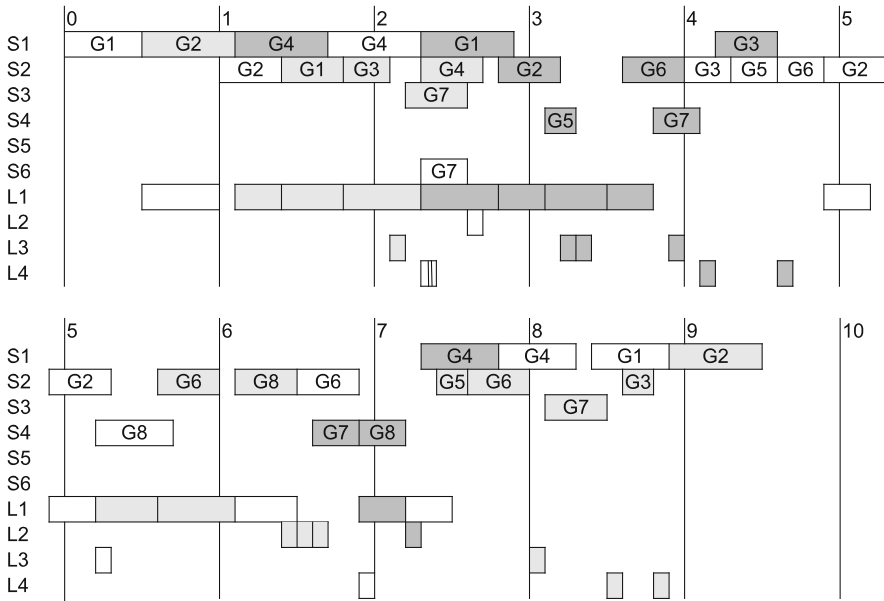 0 1 2 3 4 5
S1 G1 G2 G4 G4 G1 G3
S2 G2 G1 G3 G4 G2 G6 G3 G5 G6 G2
S3 G7
S4 G5 G7
S5
S6 G7
L1
L2
L3
L4
5 6 7 8 9 10
S1 G4 G4 G1 G2
S2 G2 G6 G8 G6 G5 G6 G3
S3 G7
S4 G8 G7 G8
S5
S6
L1
L2
L3
L4